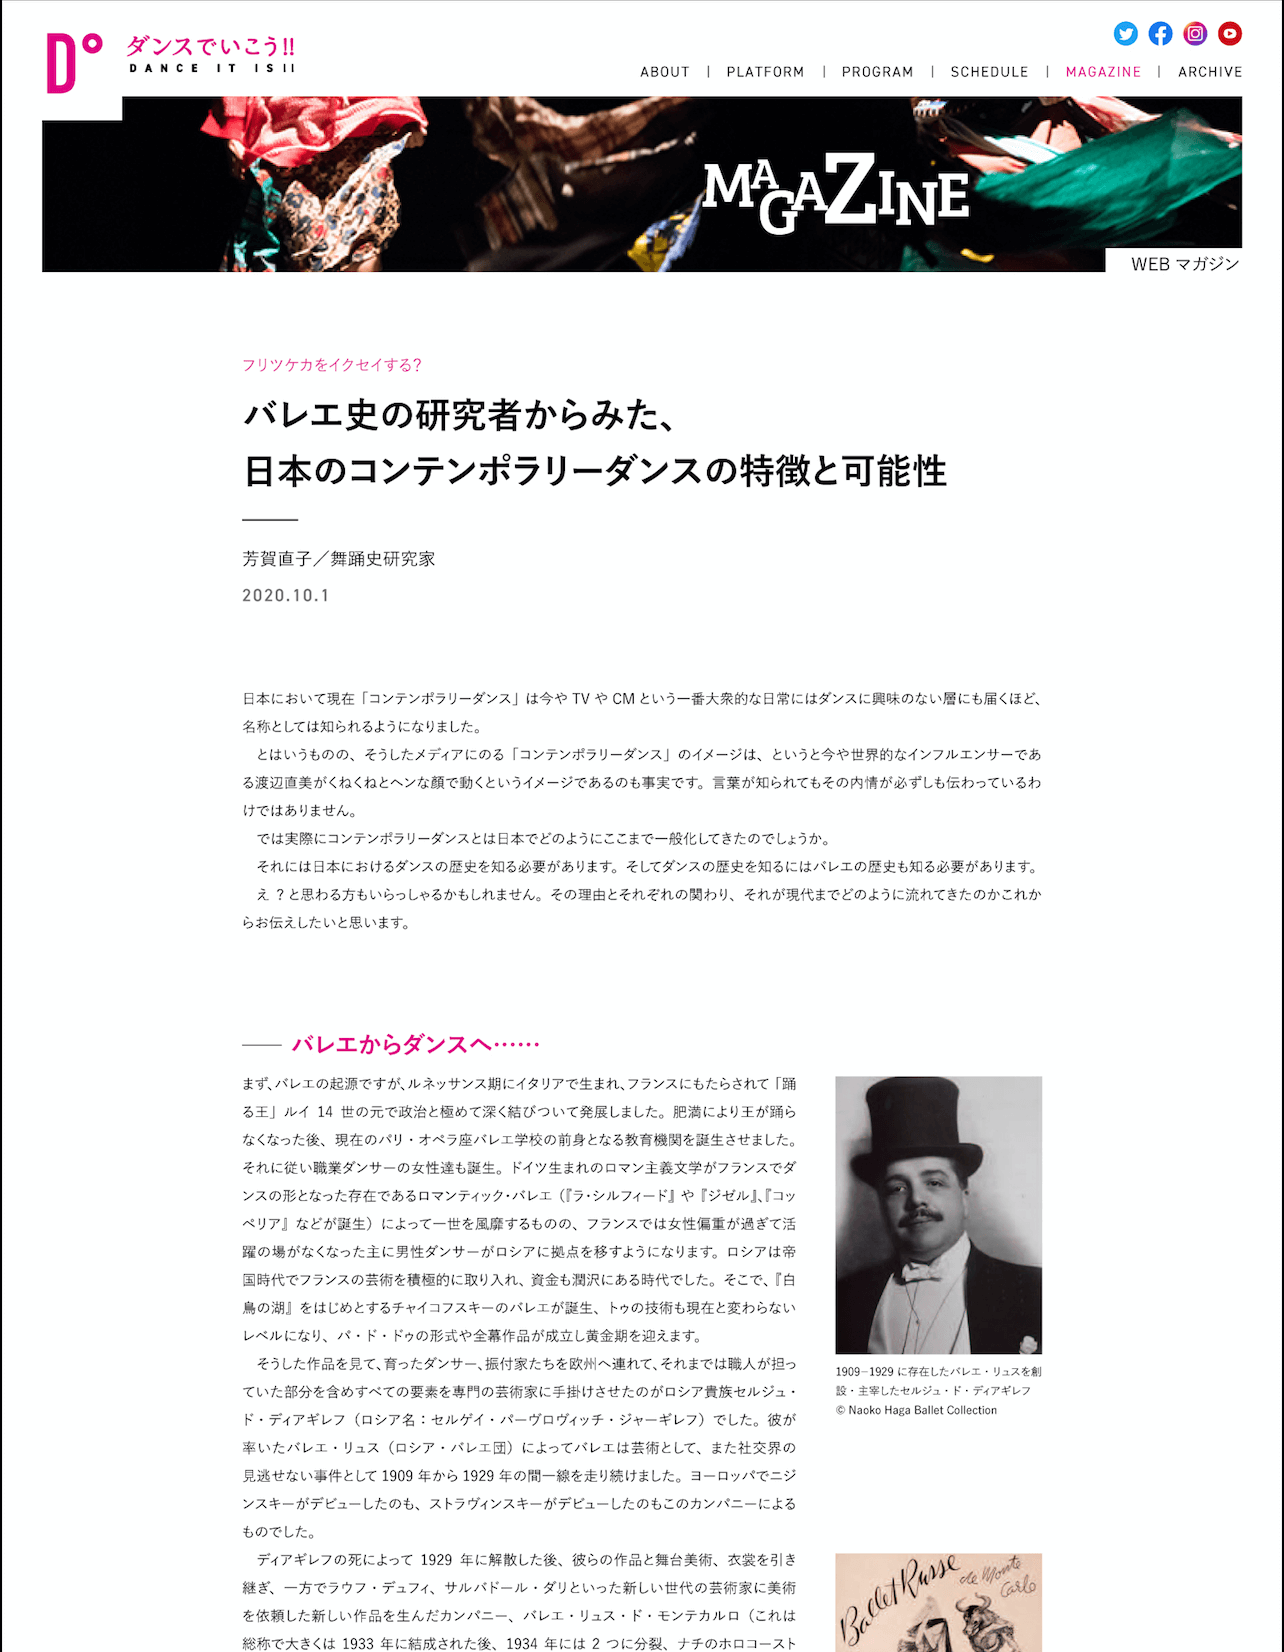 D°
ダンスでいこう!!
DANCE IT IS!!
ABOUT | PLATFORM | PROGRAM | SCHEDULE | MAGAZINE | ARCHIVE
MAGAZINE
WEB マガジン
フリツケカをイクセイする?
バレエ史の研究者からみた、
日本のコンテンポラリーダンスの特徴と可能性
芳賀直子／舞踊史研究家
2020.10.1
日本において現在「コンテンポラリーダンス」は今や TV や CM という一番大衆的な日常にはダンスに興味のない層にも届くほど、
名称としては知られるようになりました。
　とはいうものの、そうしたメディアにのる「コンテンポラリーダンス」のイメージは、というと今や世界的なインフルエンサーであ
る渡辺直美がくねくねとヘンな顔で動くというイメージであるのも事実です。言葉が知られてもその内情が必ずしも伝わっているわ
けではありません。
　では実際にコンテンポラリーダンスとは日本でどのようにここまで一般化してきたのでしょうか。
　それには日本におけるダンスの歴史を知る必要があります。そしてダンスの歴史を知るにはバレエの歴史も知る必要があります。
　え？と思わる方もいらっしゃるかもしれません。その理由とそれぞれの関わり、それが現代までどのように流れてきたのかこれか
らお伝えしたいと思います。
バレエからダンスへ……
まず、バレエの起源ですが、ルネッサンス期にイタリアで生まれ、フランスにもたらされて「踊
る王」ルイ 14 世の元で政治と極めて深く結びついて発展しました。肥満により王が踊ら
なくなった後、現在のパリ・オペラ座バレエ学校の前身となる教育機関を誕生させました。
それに従い職業ダンサーの女性達も誕生。ドイツ生まれのロマン主義文学がフランスでダ
ンスの形となった存在であるロマンティック・バレエ（『ラ・シルフィード』や『ジゼル』、『コッ
ペリア』などが誕生）によって一世を風靡するものの、フランスでは女性偏重が過ぎて活
躍の場がなくなった主に男性ダンサーがロシアに拠点を移すようになります。ロシアは帝
国時代でフランスの芸術を積極的に取り入れ、資金も潤沢にある時代でした。そこで、『白
鳥の湖』をはじめとするチャイコフスキーのバレエが誕生、トゥの技術も現在と変わらない
レベルになり、パ・ド・ドゥの形式や全幕作品が成立し黄金期を迎えます。
　そうした作品を見て、育ったダンサー、振付家たちを欧州へ連れて、それまでは職人が担っ
ていた部分を含めすべての要素を専門の芸術家に手掛けさせたのがロシア貴族セルジュ・
ド・ディアギレフ（ロシア名：セルゲイ・パーヴロヴィッチ・ジャーギレフ）でした。彼が
率いたバレエ・リュス（ロシア・バレエ団）によってバレエは芸術として、また社交界の
見逃せない事件として 1909 年から 1929 年の間一線を走り続けました。ヨーロッパでニジ
ンスキーがデビューしたのも、ストラヴィンスキーがデビューしたのもこのカンパニーによる
ものでした。
　ディアギレフの死によって 1929 年に解散した後、彼らの作品と舞台美術、衣裳を引き
継ぎ、一方でラウフ・デュフィ、サルバドール・ダリといった新しい世代の芸術家に美術
を依頼した新しい作品を生んだカンパニー、バレエ・リュス・ド・モンテカルロ（これは
総称で大きくは 1933 年に結成された後、1934 年には 2 つに分裂、ナチのホロコースト
1909–1929 に存在したバレエ・リュスを創
設・主宰したセルジュ・ド・ディアギレフ
© Naoko Haga Ballet Collection
Ballet Russe
de Monte
Carlo